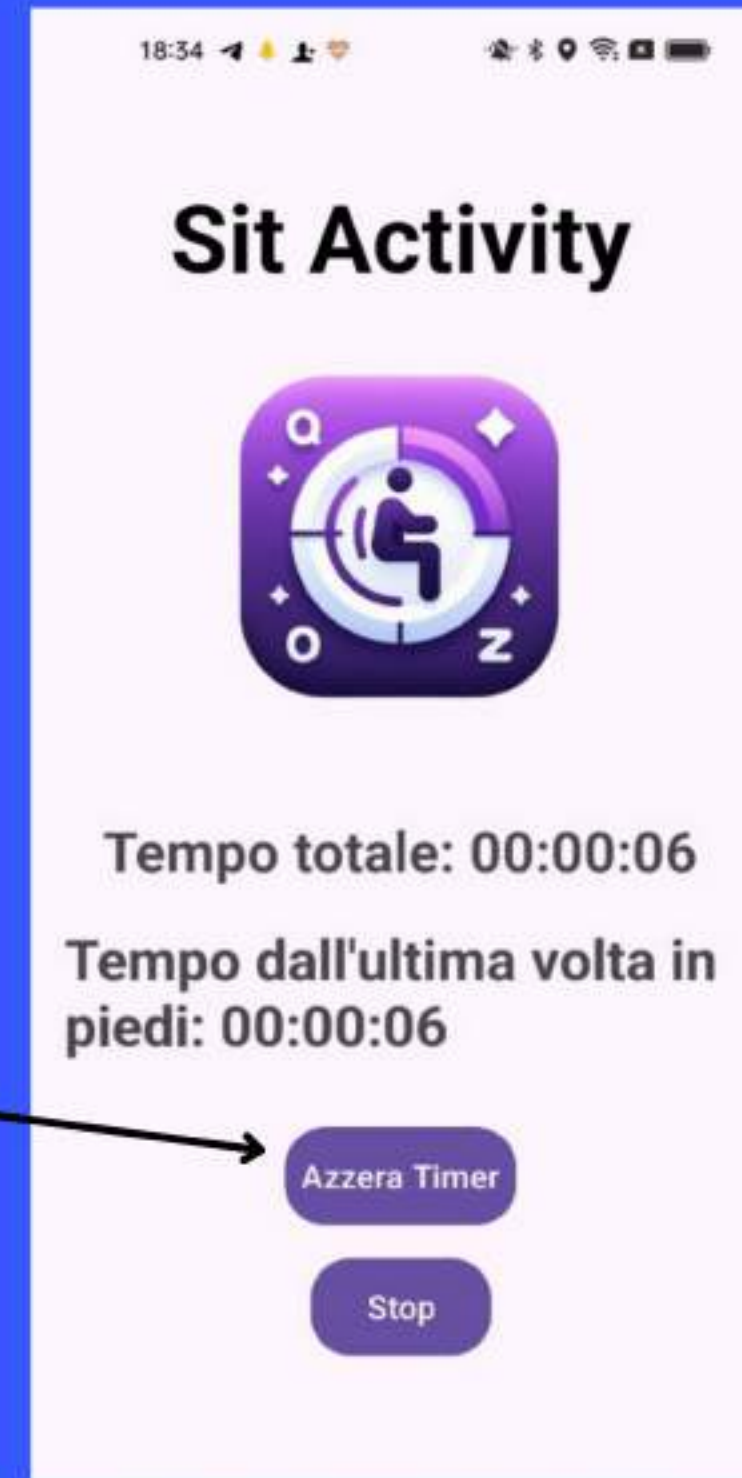 18:34
Sit Activity
Q
O Z
Tempo totale: 00:00:06
Tempo dall'ultima volta in
piedi: 00:00:06
Azzera Timer
Stop